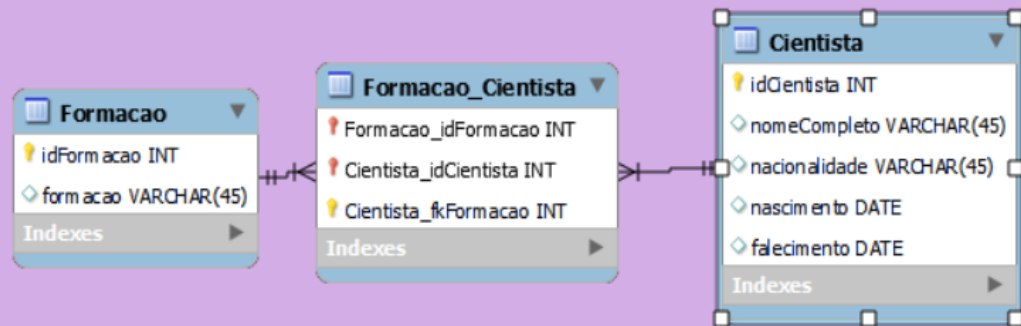 Formacao
idFormacao INT
formacao VARCHAR(45)
Indexes
Formacao_Cientista
Formacao_idFormacao INT
Cientista_idCientista INT
Cientista_fkFormacao INT
Indexes
Cientista
idCientista INT
nomeCompleto VARCHAR(45)
nacionalidade VARCHAR(45)
nascimento DATE
falecimento DATE
Indexes